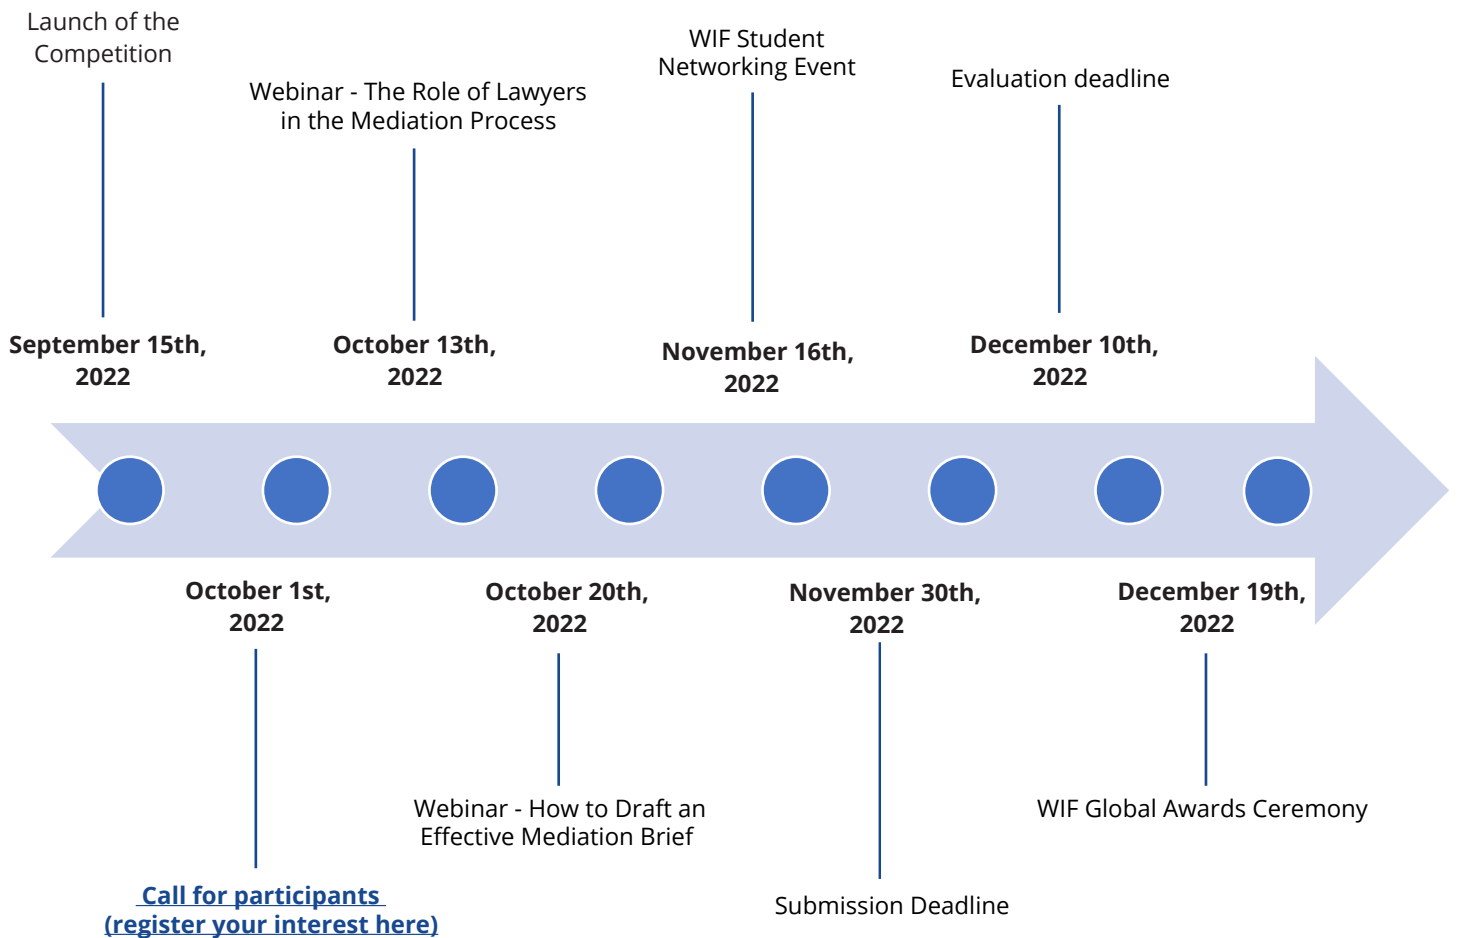 Launch of the
Competition
Webinar - The Role of Lawyers
in the Mediation Process
WIF Student
Networking Event
Evaluation deadline
September 15th,
2022
October 13th,
2022
November 16th,
2022
December 10th,
2022
October 1st,
2022
October 20th,
2022
November 30th,
2022
December 19th,
2022
Call for participants
(register your interest here)
Webinar - How to Draft an
Effective Mediation Brief
Submission Deadline
WIF Global Awards Ceremony